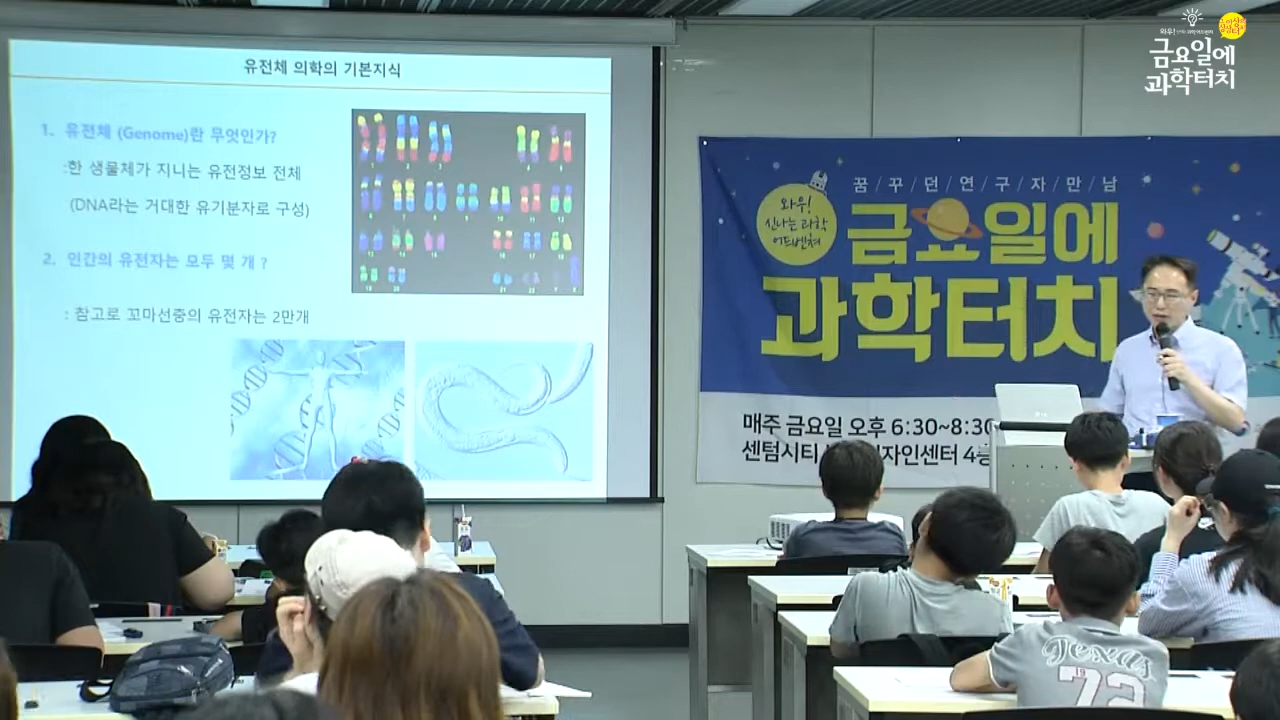 유전체 의학의 기본지식
1. 유전체 (Genome)란 무엇인가?
:한 생물체가 지니는 유전정보 전체
(DNA라는 거대한 유기분자로 구성)
2. 인간의 유전자는 모두 몇 개 ?
: 참고로 꼬마선충의 유전자는 2만개
금요일에
과학터치
꿈/꾸/던/연/구/자/만/남
와우!
신나는 과학
어드벤쳐
금요일에
과학터치
매주 금요일 오후 6:30~8:30
센텀시티
자인센터 4층
Texas
73